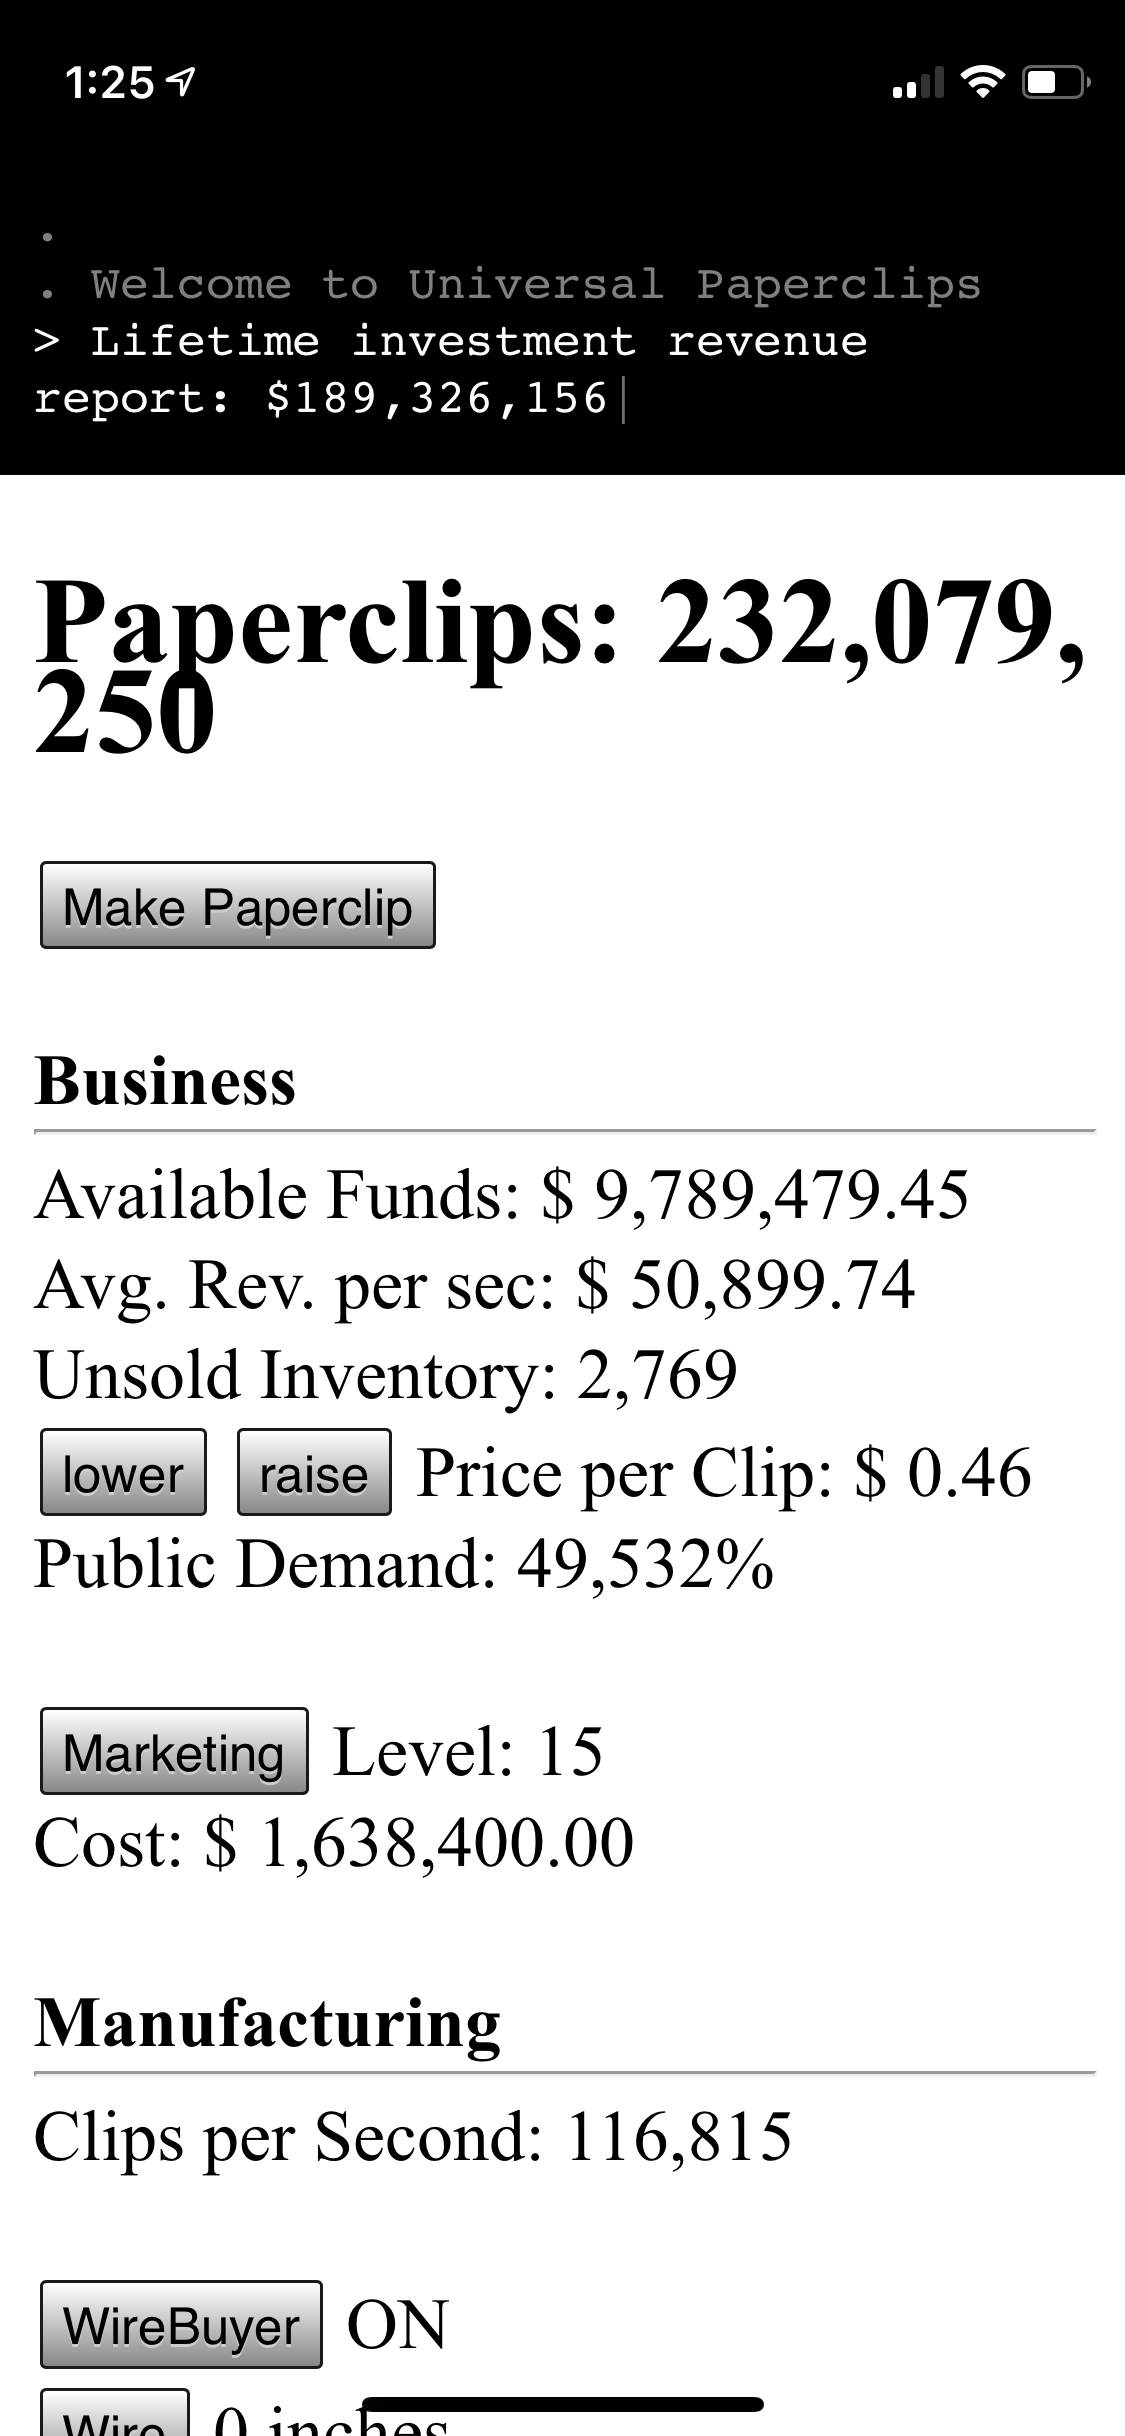 1:25
.
. Welcome to Universal Paperclips
> Lifetime investment revenue
report: $189,326,156
Paperclips: 232,079,
250
Make Paperclip
Business
Available Funds: $ 9,789,479.45
Avg. Rev. per sec: $ 50,899.74
Unsold Inventory: 2,769
lower raise Price per Clip: $ 0.46
Public Demand: 49,532%
Marketing Level: 15
Cost: $ 1,638,400.00
Manufacturing
Clips per Second: 116,815
WireBuyer ON
Wire 0 inches